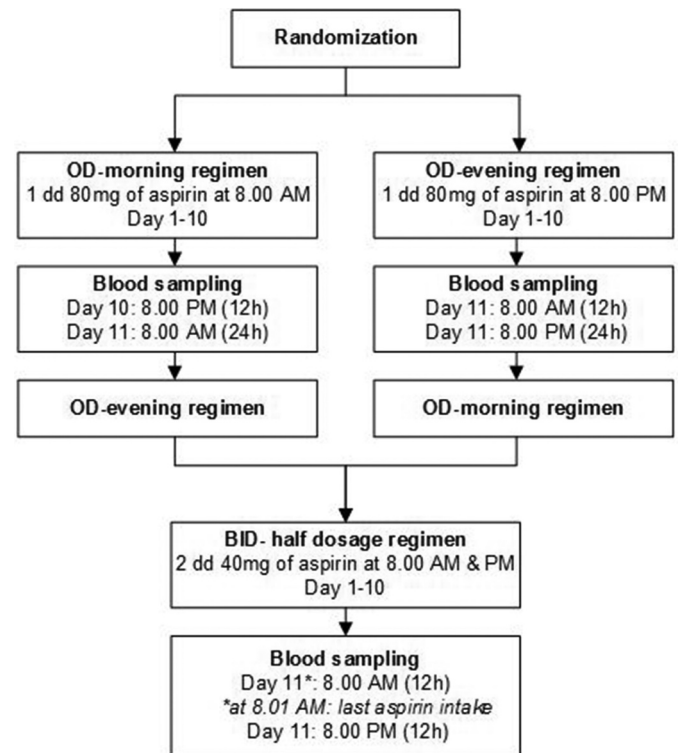 Randomization
OD-morning regimen
1 dd 80mg of aspirin at 8.00 AM
Day 1-10
OD-evening regimen
1 dd 80mg of aspirin at 8.00 PM
Day 1-10
Blood sampling
Day 10: 8.00 PM (12h)
Day 11: 8.00 AM (24h)
Blood sampling
Day 11: 8.00 AM (12h)
Day 11: 8.00 PM (24h)
OD-evening regimen
OD-morning regimen
BID- half dosage regimen
2 dd 40mg of aspirin at 8.00 AM & PM
Day 1-10
Blood sampling
Day 11*: 8.00 AM (12h)
*at 8.01 AM: last aspirin intake
Day 11: 8.00 PM (12h)